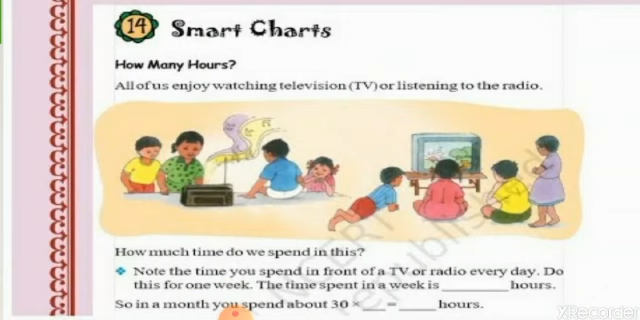 14 Smart Charts
How Many Hours?
All of us enjoy watching television (TV) or listening to the radio.
How much time do we spend in this?
❖ Note the time you spend in front of a TV or radio every day. Do
this for one week. The time spent in a week is ________ hours.
So in a month you spend about 30 × ___ = ____ hours.
XRecorder